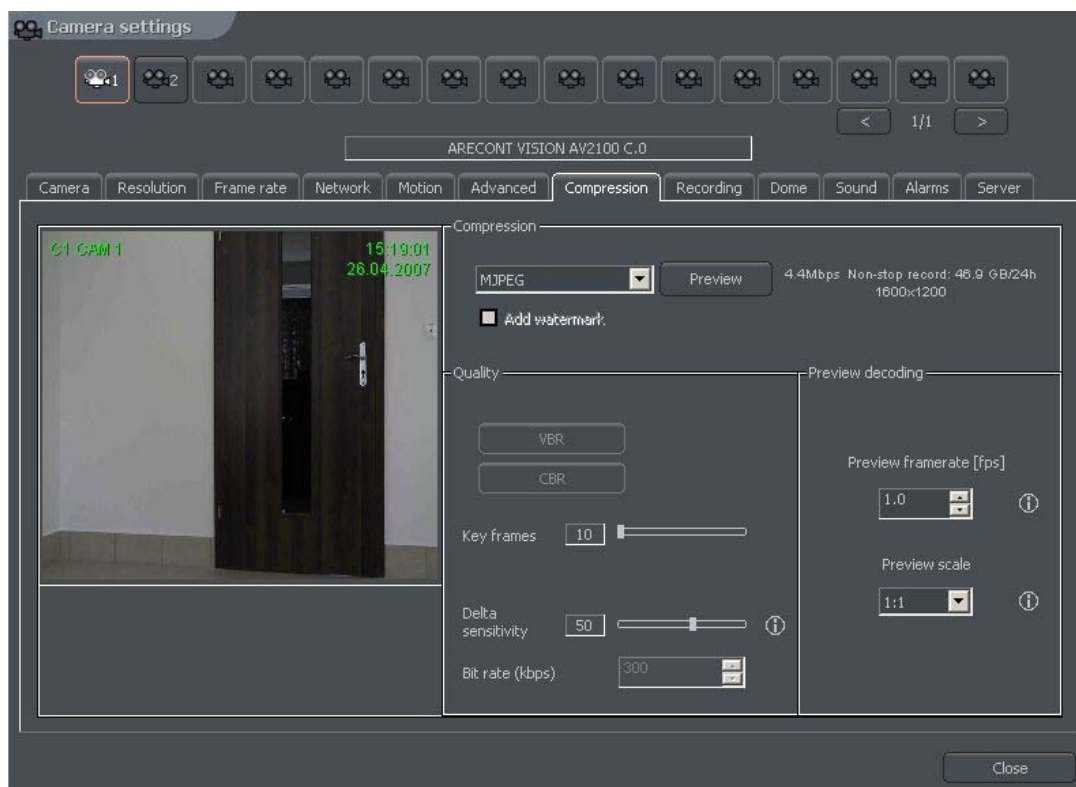 Camera settings
1 2
< 1/1 >
ARECONT VISION AV2100 C.0
Camera Resolution Frame rate Network Motion Advanced Compression Recording Dome Sound Alarms Server
C1 CAM 1 15:19:01
26.04.2007
Compression
MJPEG Preview 4.4Mbps Non-stop record: 46.9 GB/24h
1600x1200
Add watermark
Quality
VBR
CBR
Key frames 10
Delta
sensitivity 50
Bit rate (kbps) 300
Preview decoding
Preview framerate [fps]
1.0
Preview scale
1:1
Close